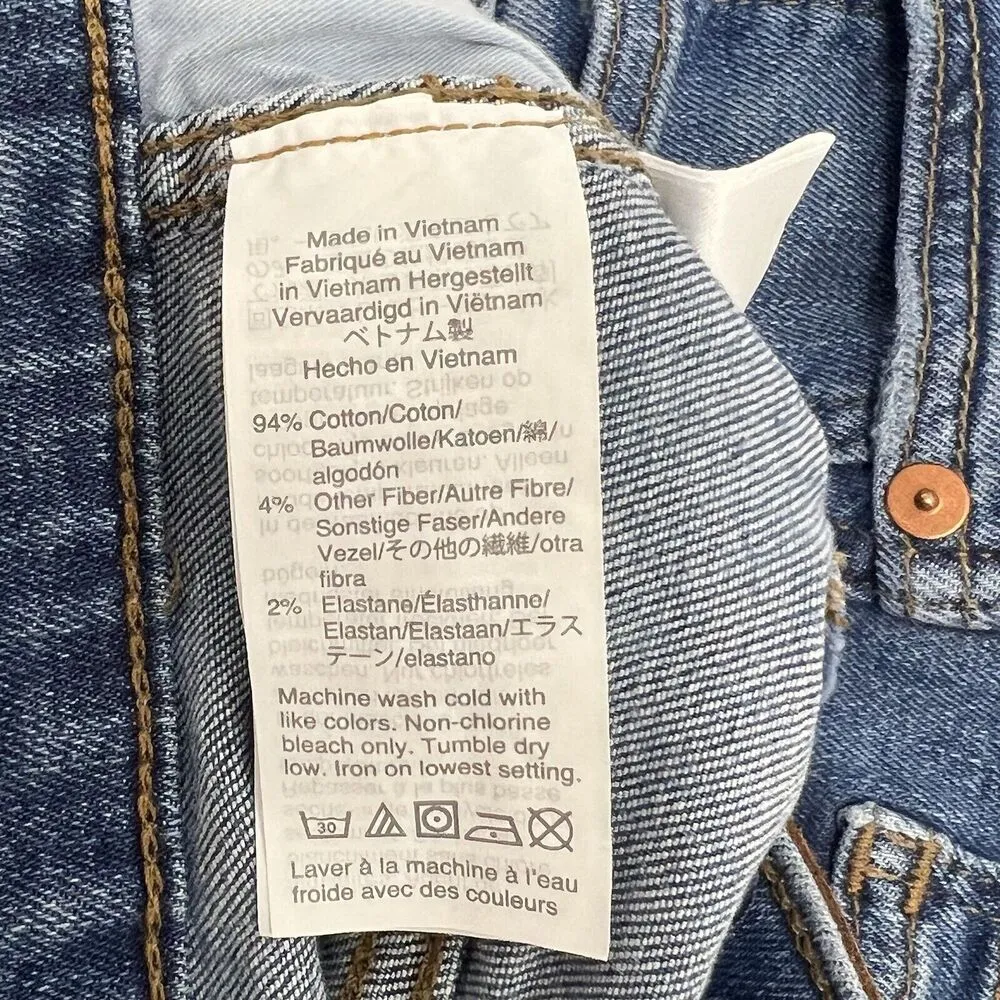 Made in Vietnam
Fabriqué au Vietnam
in Vietnam Hergestellt
Vervaardigd in Viëtnam
ベトナム製
Hecho en Vietnam
94% Cotton/Coton/
Baumwolle/Katoen/綿/
algodón
4% Other Fiber/Autre Fibre/
Sonstige Faser/Andere
Vezel/その他の繊維/otra
fibra
2% Elastane/Élasthanne/
Elastan/Elastaan/エラス
テーン/elastano
Machine wash cold with
like colors. Non-chlorine
bleach only. Tumble dry
low. Iron on lowest setting.
30
Laver à la machine à l'eau
froide avec des couleurs